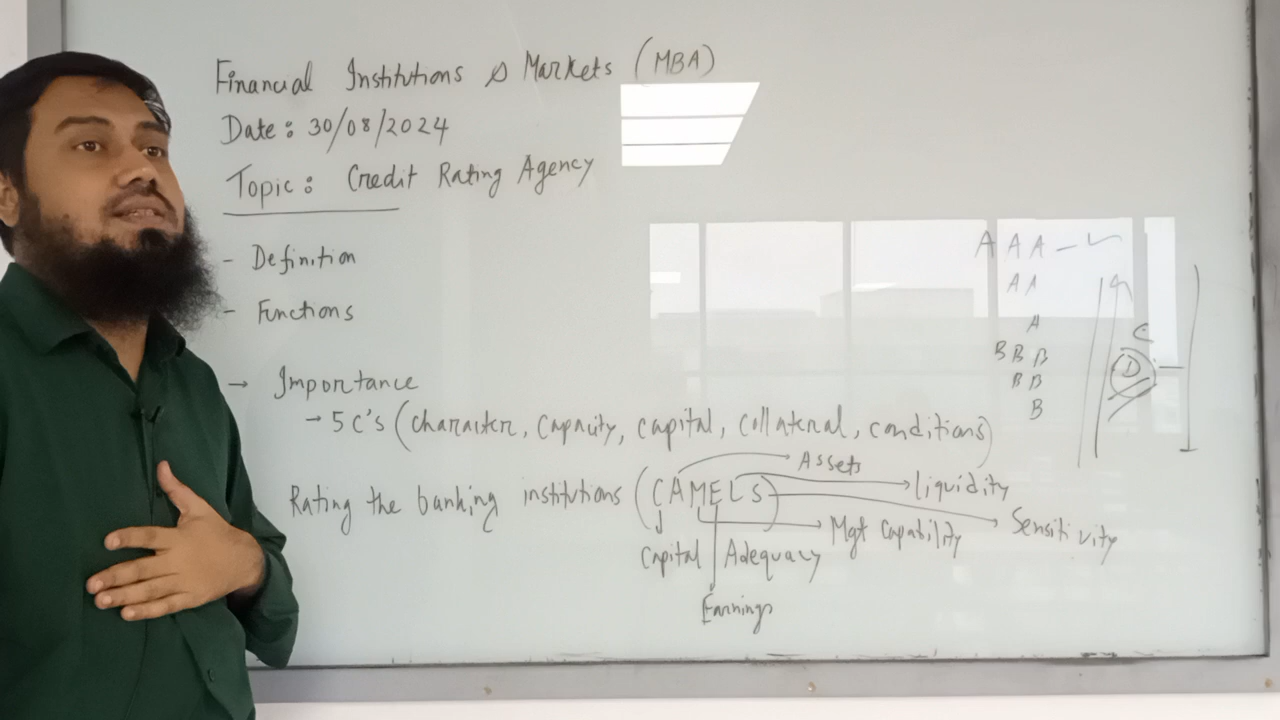 Financial Institutions & Markets (MBA)
Date: 30/08/2024
Topic: Credit Rating Agency
- Definition
- Functions
→ Importance
→ 5 C's (character, capacity, capital, collateral, conditions)
Rating the banking institutions (CAMELS)
Assets
Liquidity
Sensitivity
Mgt Capability
Capital Adequacy
Earnings
AAA - ✓
AA
A
BBB
BB
B
C
D